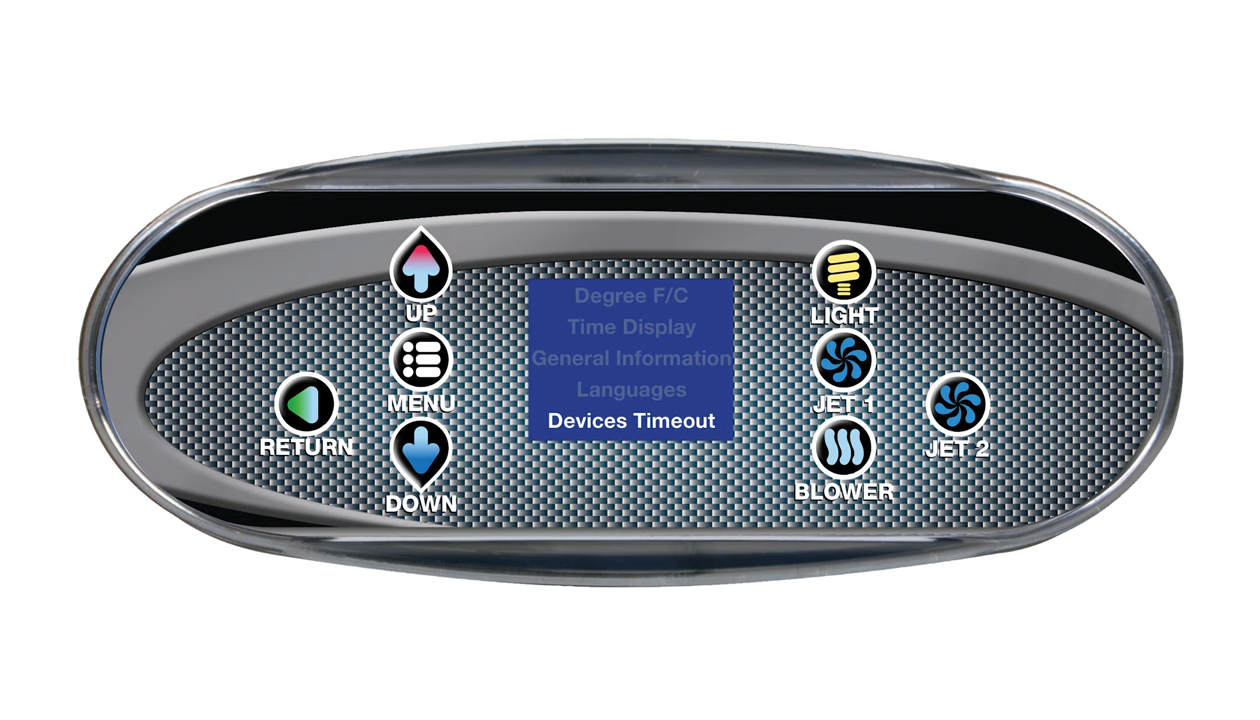 UP
MENU
DOWN
RETURN
Degree F/C
Time Display
General Information
Languages
Devices Timeout
LIGHT
JET 1
BLOWER
JET 2